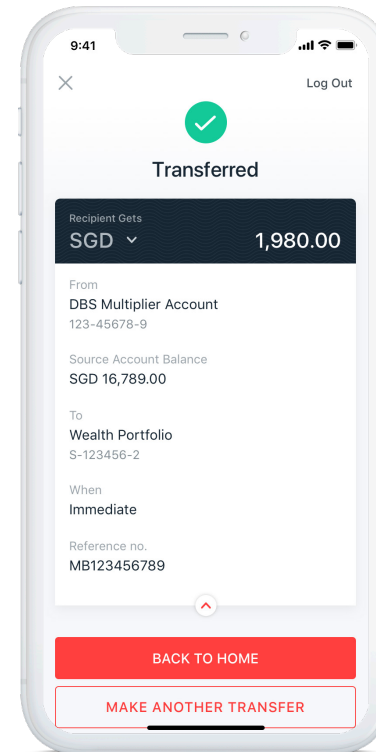 9:41
Log Out
Transferred
Recipient Gets
SGD 1,980.00
From
DBS Multiplier Account
123-45678-9
Source Account Balance
SGD 16,789.00
To
Wealth Portfolio
S-123456-2
When
Immediate
Reference no.
MB123456789
BACK TO HOME
MAKE ANOTHER TRANSFER